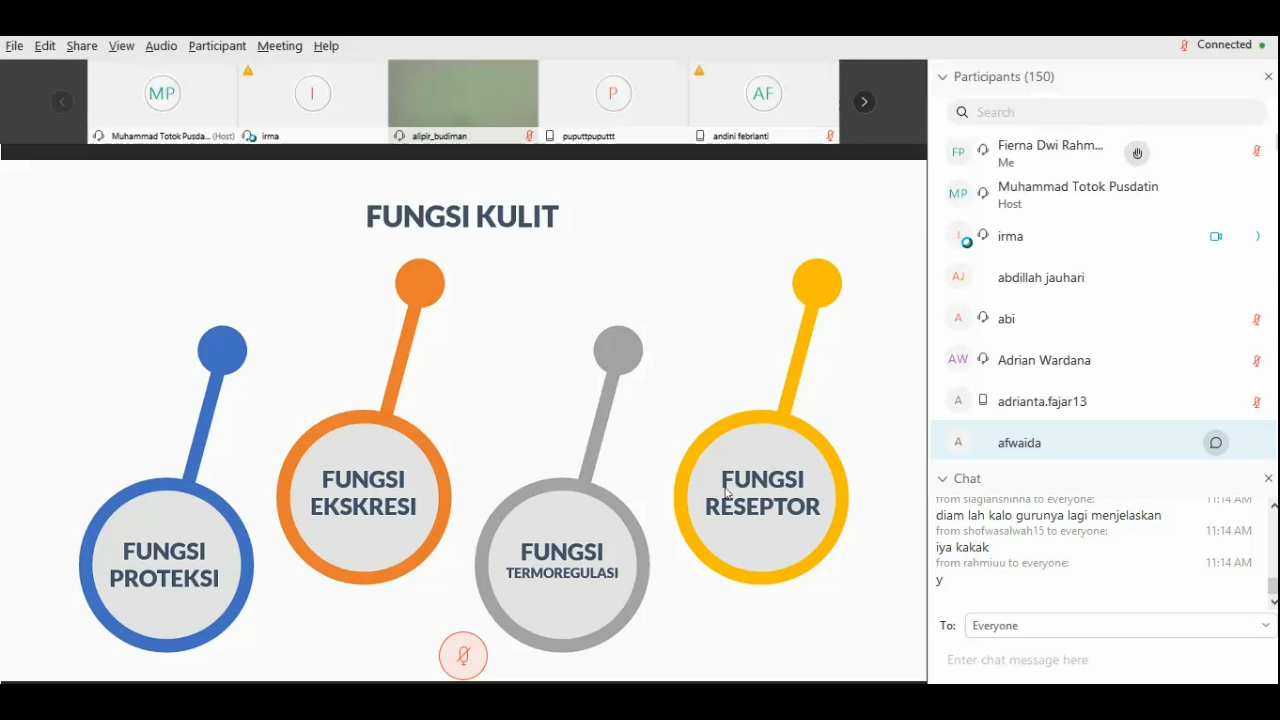 File Edit Share View Audio Participant Meeting Help
Connected
MP
I
P
AF
Muhammad Totok Pusda... (Host)
irma
alipir_budiman
puputtpuputtt
andini febrianti
FUNGSI KULIT
FUNGSI
PROTEKSI
FUNGSI
EKSKRESI
FUNGSI
TERMOREGULASI
FUNGSI
RESEPTOR
Participants (150)
Search
FP
Fierna Dwi Rahm...
Me
MP
Muhammad Totok Pusdatin
Host
I
irma
AJ
abdillah jauhari
A
abi
AW
Adrian Wardana
A
adrianta.fajar13
A
afwaida
Chat
from siagianshinna to everyone: 11:14 AM
diam lah kalo gurunya lagi menjelaskan
from shofwasalwah15 to everyone: 11:14 AM
iya kakak
from rahmiuu to everyone: 11:14 AM
y
To: Everyone
Enter chat message here